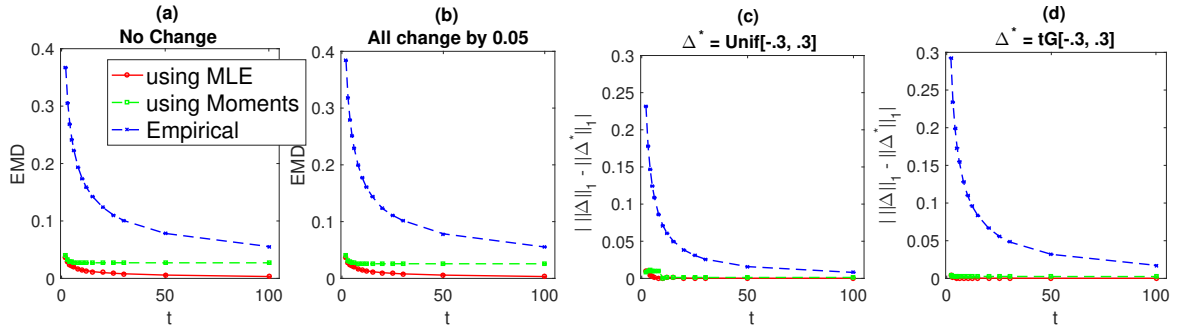 (a)
No Change
EMD
0.4
0.3
0.2
0.1
0
0 50 100
t
using MLE
using Moments
Empirical
(b)
All change by 0.05
EMD
0.4
0.3
0.2
0.1
0
0 50 100
t
(c)
Δ* = Unif[-.3, .3]
| ||Δ||₁ - ||Δ*||₁|
0.3
0.25
0.2
0.15
0.1
0.05
0
0 50 100
t
(d)
Δ* = tG[-.3, .3]
| ||Δ||₁ - ||Δ*||₁|
0.3
0.25
0.2
0.15
0.1
0.05
0
0 50 100
t